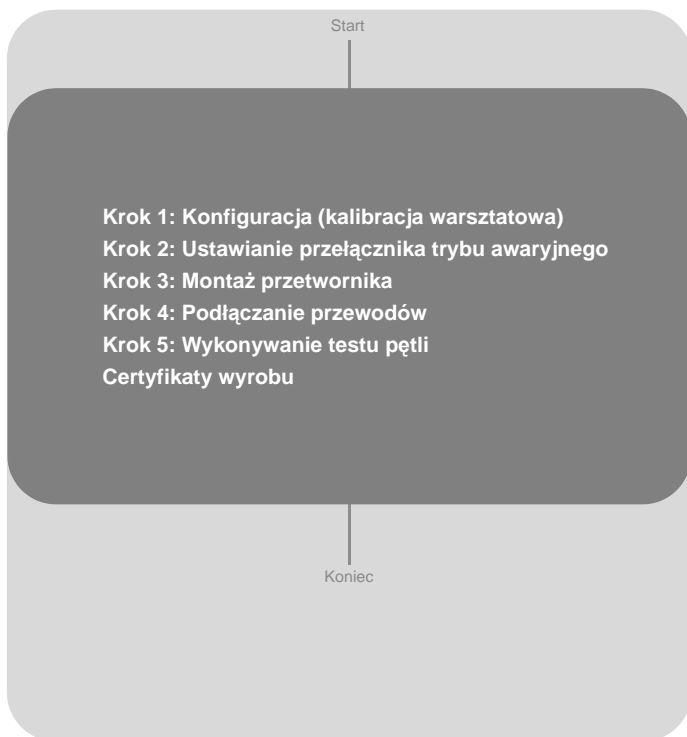 Start
Krok 1: Konfiguracja (kalibracja warsztatowa)
Krok 2: Ustawianie przełącznika trybu awaryjnego
Krok 3: Montaż przetwornika
Krok 4: Podłączanie przewodów
Krok 5: Wykonywanie testu pętli
Certyfikaty wyrobu
Koniec